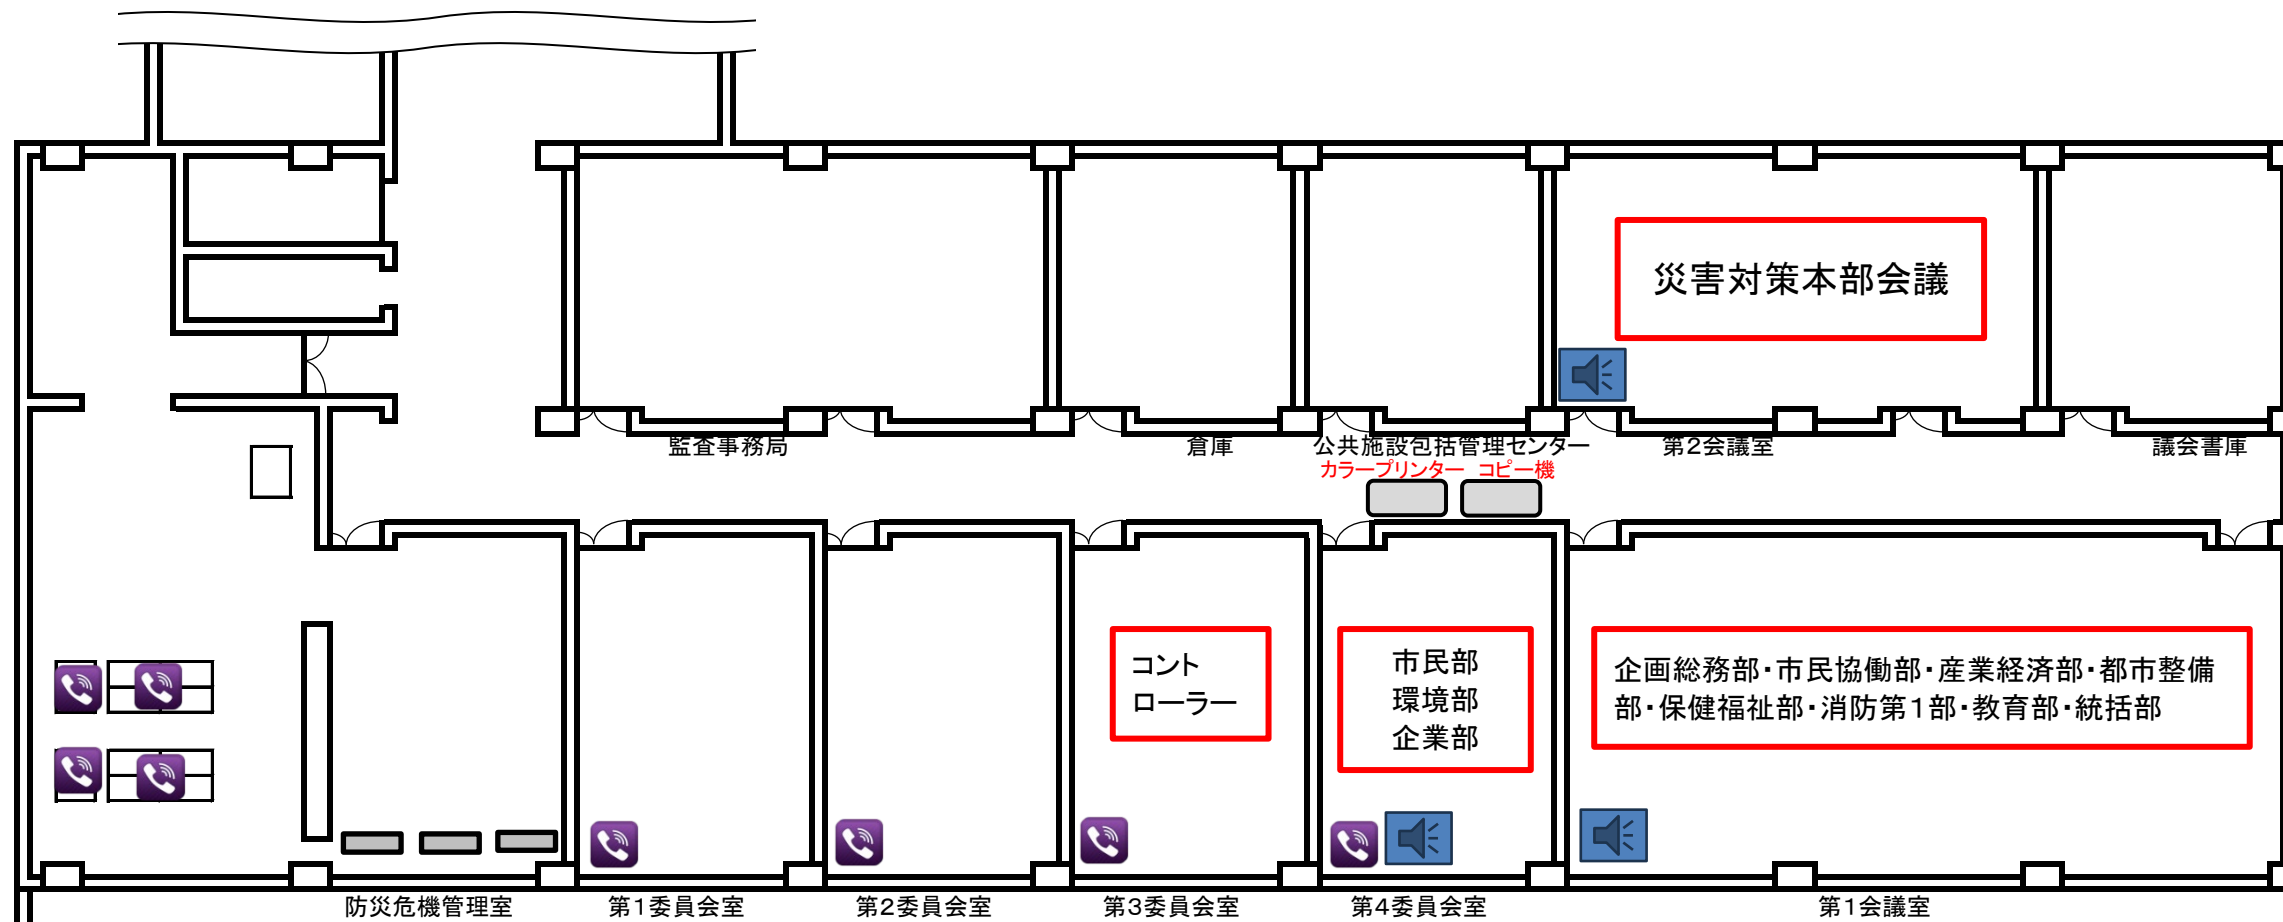 災害対策本部会議
監査事務局
倉庫
公共施設包括管理センター
第2会議室
議会書庫
カラープリンター
コピー機
コント
ローラー
市民部
環境部
企業部
企画総務部・市民協働部・産業経済部・都市整備
部・保健福祉部・消防第1部・教育部・統括部
防災危機管理室
第1委員会室
第2委員会室
第3委員会室
第4委員会室
第1会議室